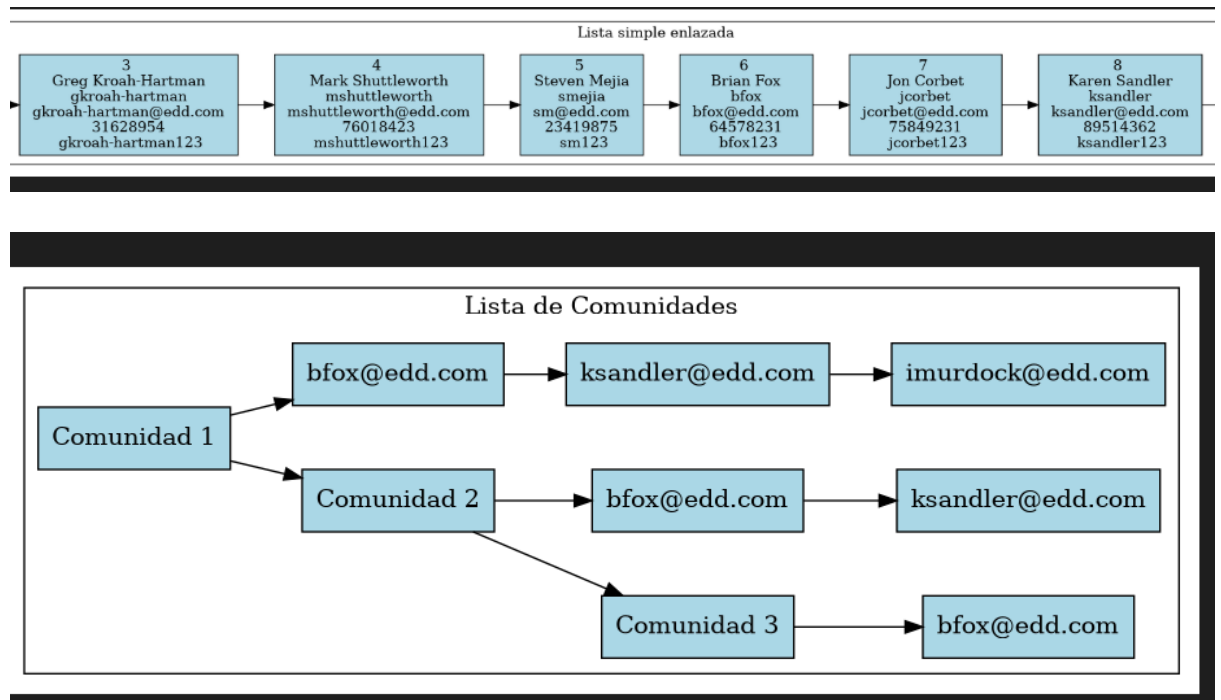 Lista simple enlazada
3
Greg Kroah-Hartman
gkroah-hartman
gkroah-hartman@edd.com
31628954
gkroah-hartman123
4
Mark Shuttleworth
mshuttleworth
mshuttleworth@edd.com
76018423
mshuttleworth123
5
Steven Mejia
smejia
sm@edd.com
23419875
sm123
6
Brian Fox
bfox
bfox@edd.com
64578231
bfox123
7
Jon Corbet
jcorbet
jcorbet@edd.com
75849231
jcorbet123
8
Karen Sandler
ksandler
ksandler@edd.com
89514362
ksandler123
Lista de Comunidades
Comunidad 1
bfox@edd.com
ksandler@edd.com
imurdock@edd.com
Comunidad 2
bfox@edd.com
ksandler@edd.com
Comunidad 3
bfox@edd.com